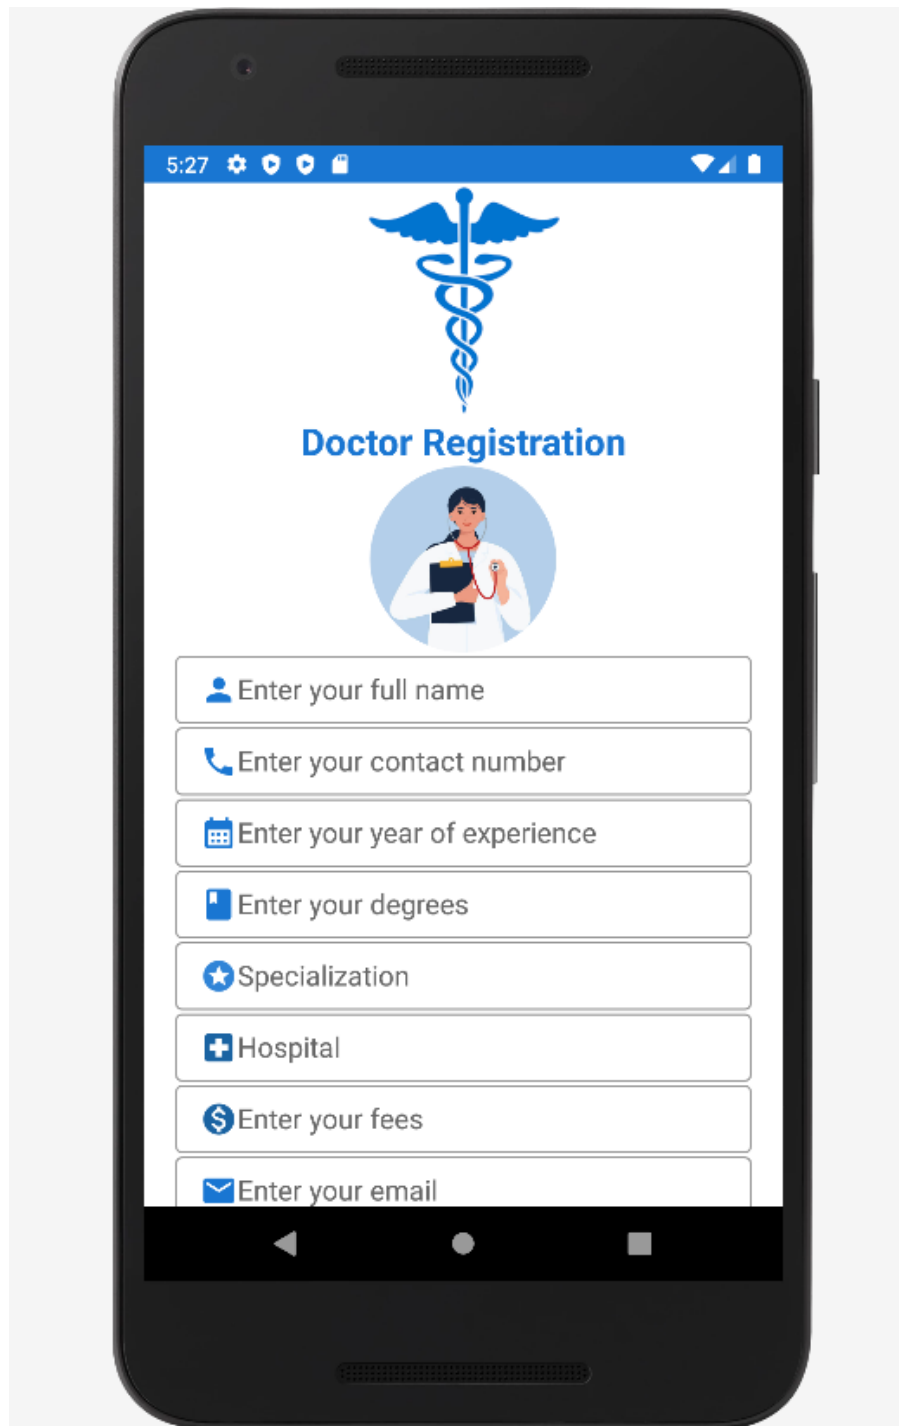 5:27
Doctor Registration
Enter your full name
Enter your contact number
Enter your year of experience
Enter your degrees
Specialization
Hospital
Enter your fees
Enter your email